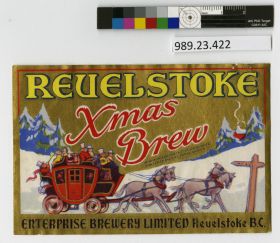 989.23.422
REVELSTOKE
Xmas
Brew
ENTERPRISE BREWERY LIMITED Revelstoke B.C.